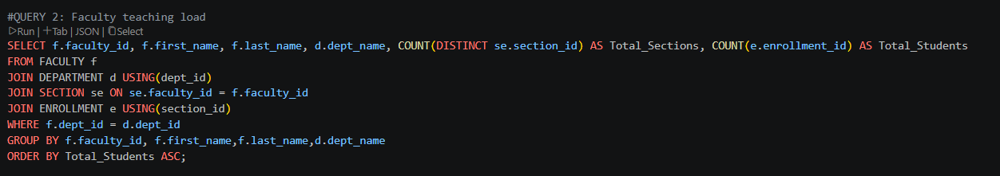 #QUERY 2: Faculty teaching load
▷Run | +Tab | JSON | Select
SELECT f.faculty_id, f.first_name, f.last_name, d.dept_name, COUNT(DISTINCT se.section_id) AS Total_Sections, COUNT(e.enrollment_id) AS Total_Students
FROM FACULTY f
JOIN DEPARTMENT d USING(dept_id)
JOIN SECTION se ON se.faculty_id = f.faculty_id
JOIN ENROLLMENT e USING(section_id)
WHERE f.dept_id = d.dept_id
GROUP BY f.faculty_id, f.first_name,f.last_name,d.dept_name
ORDER BY Total_Students ASC;